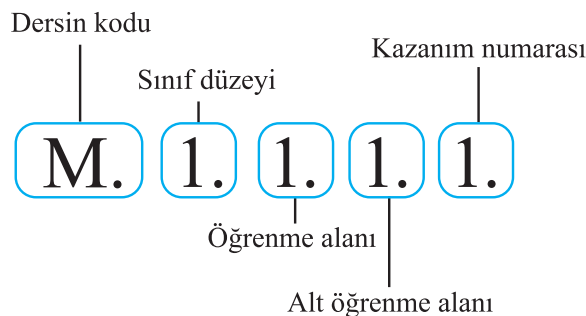 Dersin kodu
Kazanım numarası
Sınıf düzeyi
M. 1. 1. 1. 1.
Öğrenme alanı
Alt öğrenme alanı